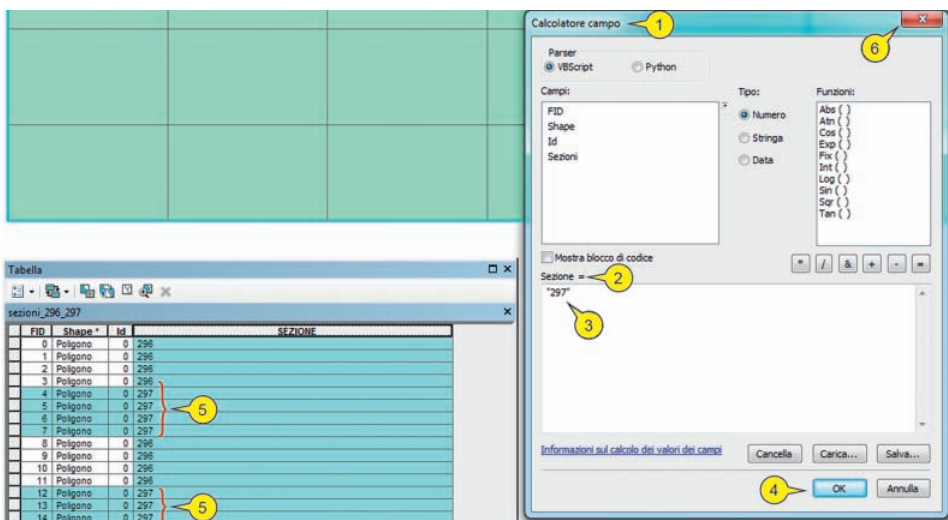 Calcolatore campo
1
6
Parser
VBScript
Python
Campi:
FID
Shape
Id
Sezioni
Tipo:
Numero
Stringa
Data
Funzioni:
Abs ( )
Atn ( )
Cos ( )
Exp ( )
Fix ( )
Int ( )
Log ( )
Sin ( )
Sqr ( )
Tan ( )
Mostra blocco di codice
* / & + - =
Sezione =
2
"297"
3
Informazioni sul calcolo dei valori dei campi
Cancella
Carica...
Salva...
4
OK
Annulla
Tabella
sezioni_296_297
FID Shape * Id SEZIONE
0 Poligono 0 296
1 Poligono 0 296
2 Poligono 0 296
3 Poligono 0 296
4 Poligono 0 297
5 Poligono 0 297
6 Poligono 0 297
7 Poligono 0 297
8 Poligono 0 296
9 Poligono 0 296
10 Poligono 0 296
11 Poligono 0 296
12 Poligono 0 297
13 Poligono 0 297
14 Poligono 0 297
5
5